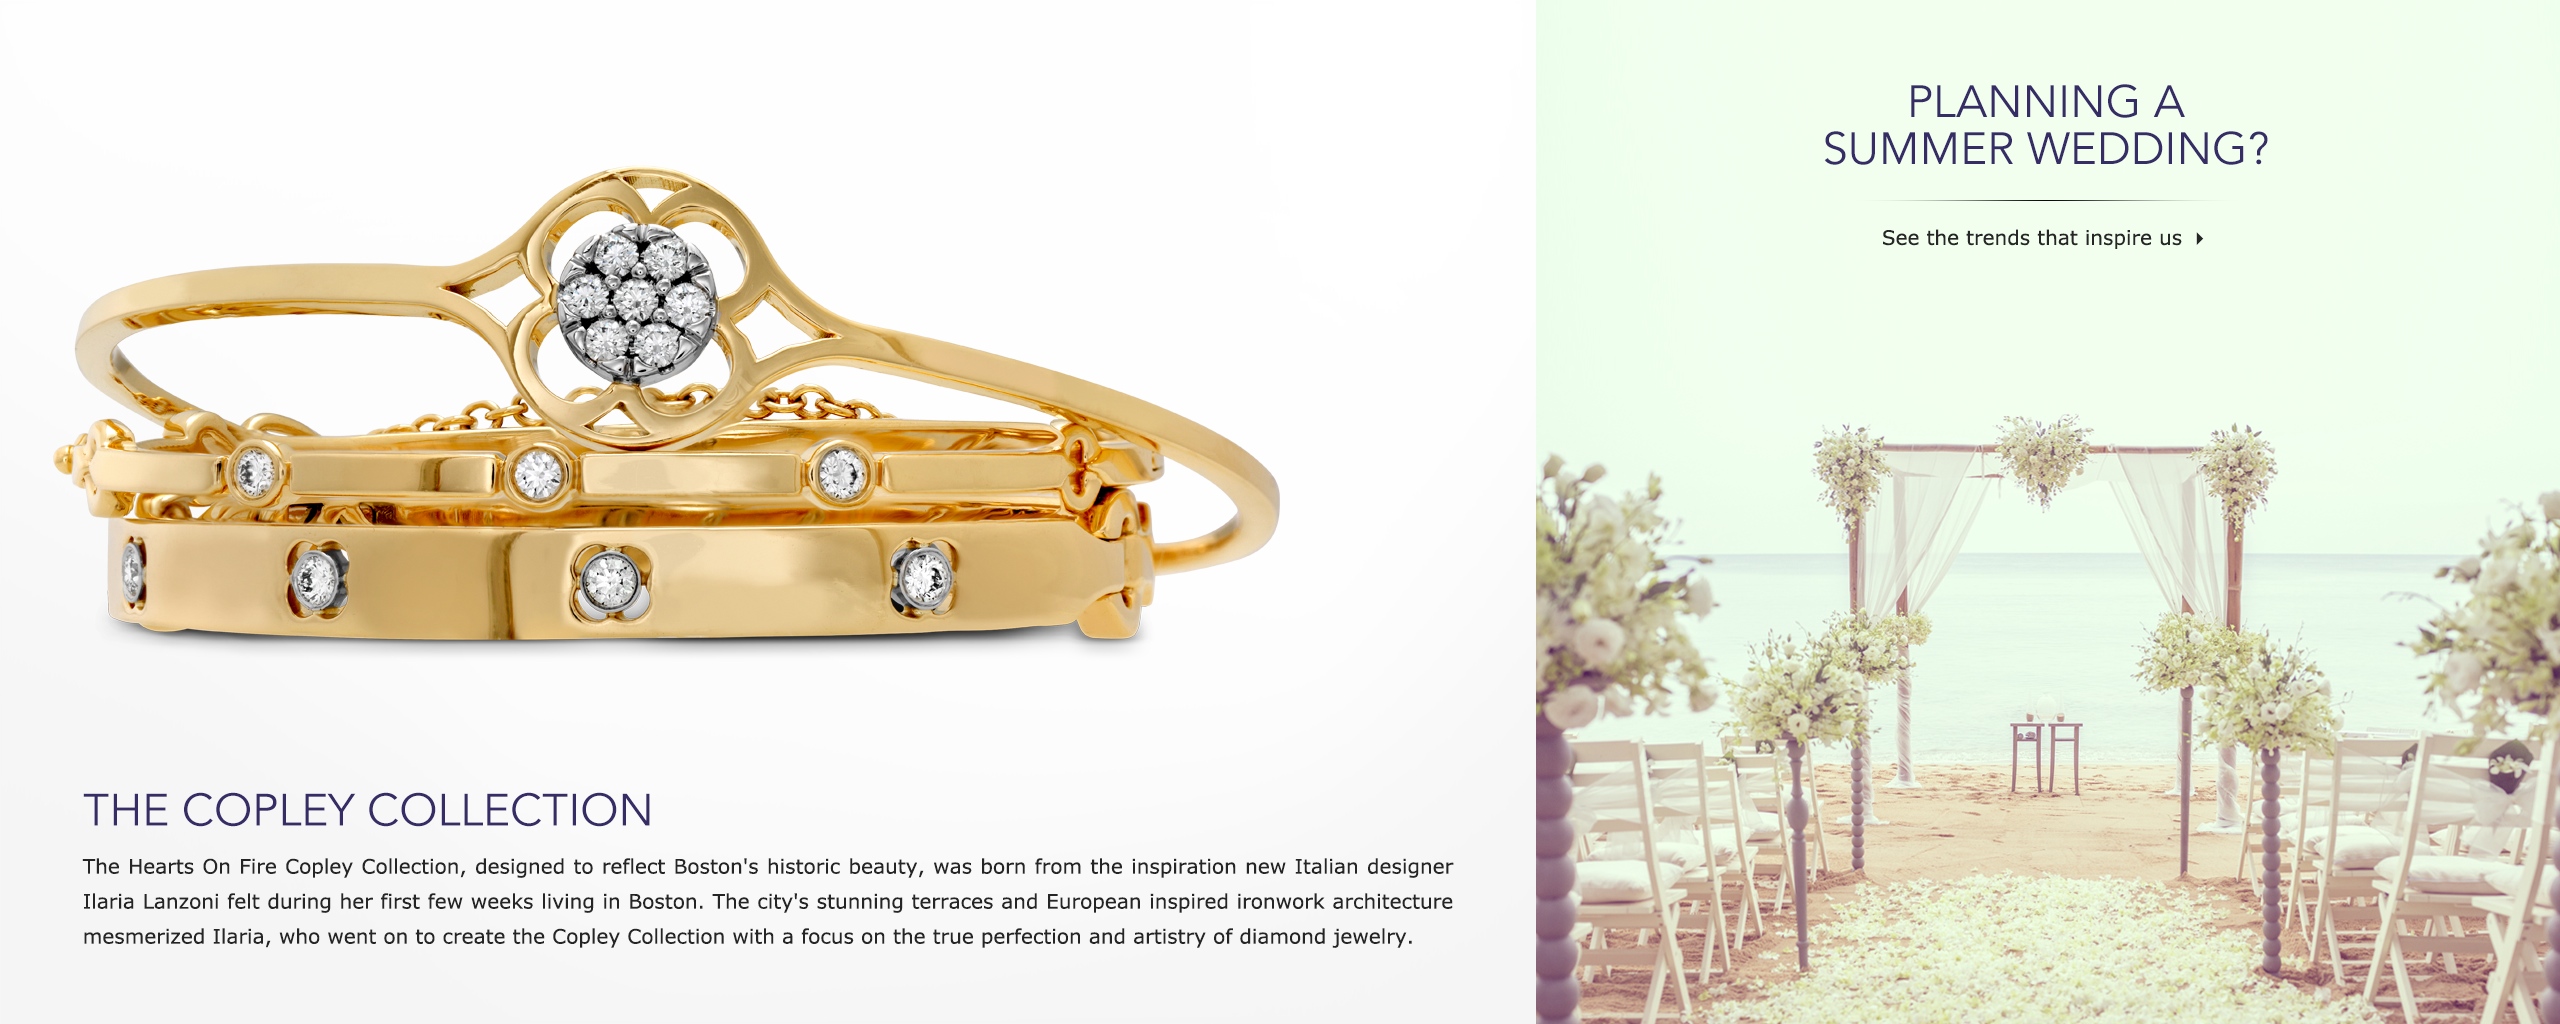 THE COPLEY COLLECTION
The Hearts On Fire Copley Collection, designed to reflect Boston's historic beauty, was born from the inspiration new Italian designer
Ilaria Lanzoni felt during her first few weeks living in Boston. The city's stunning terraces and European inspired ironwork architecture
mesmerized Ilaria, who went on to create the Copley Collection with a focus on the true perfection and artistry of diamond jewelry.
PLANNING A
SUMMER WEDDING?
See the trends that inspire us